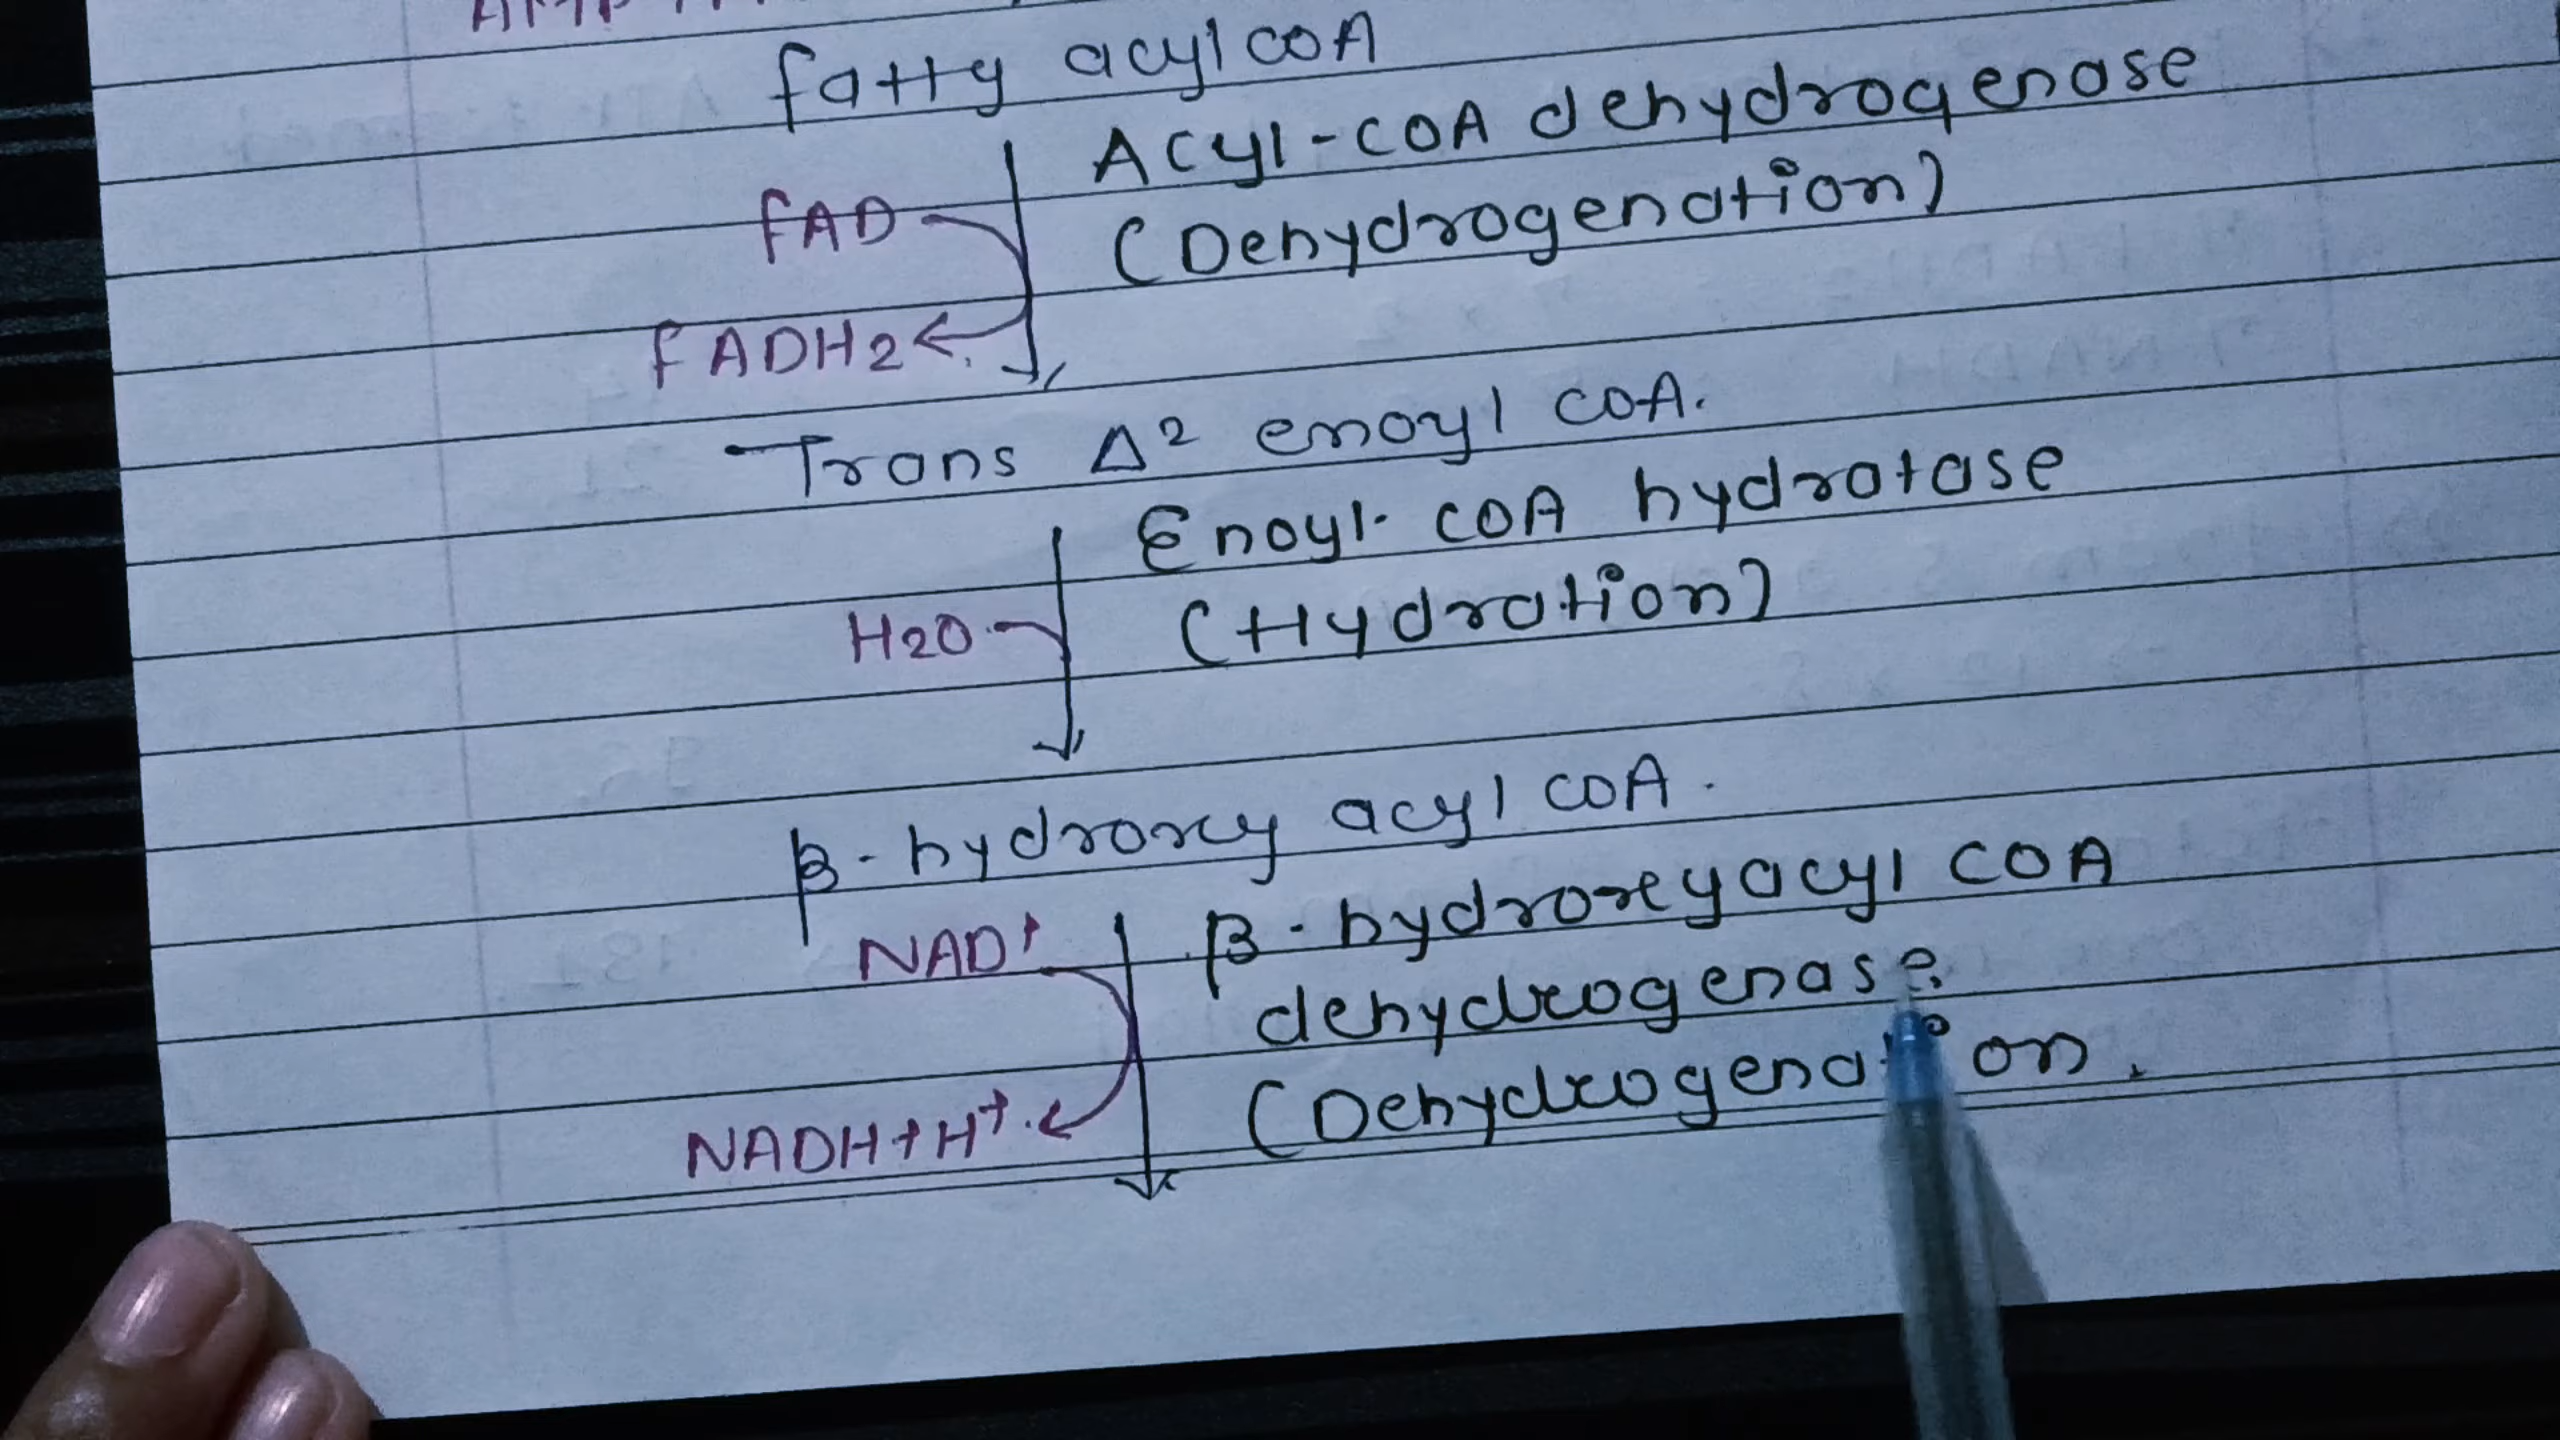 fatty acyl coA
Acyl-COA dehydrogenase
FAD
(Dehydrogenation)
FADH2
Trans Δ² enoyl COA.
Enoyl. COA hydratase
H2O
(Hydration)
β-hydroxy acyl COA.
β-hydroxyacyl COA
NAD+
dehydrogenase.
(Dehydrogenation.
NADH+H+